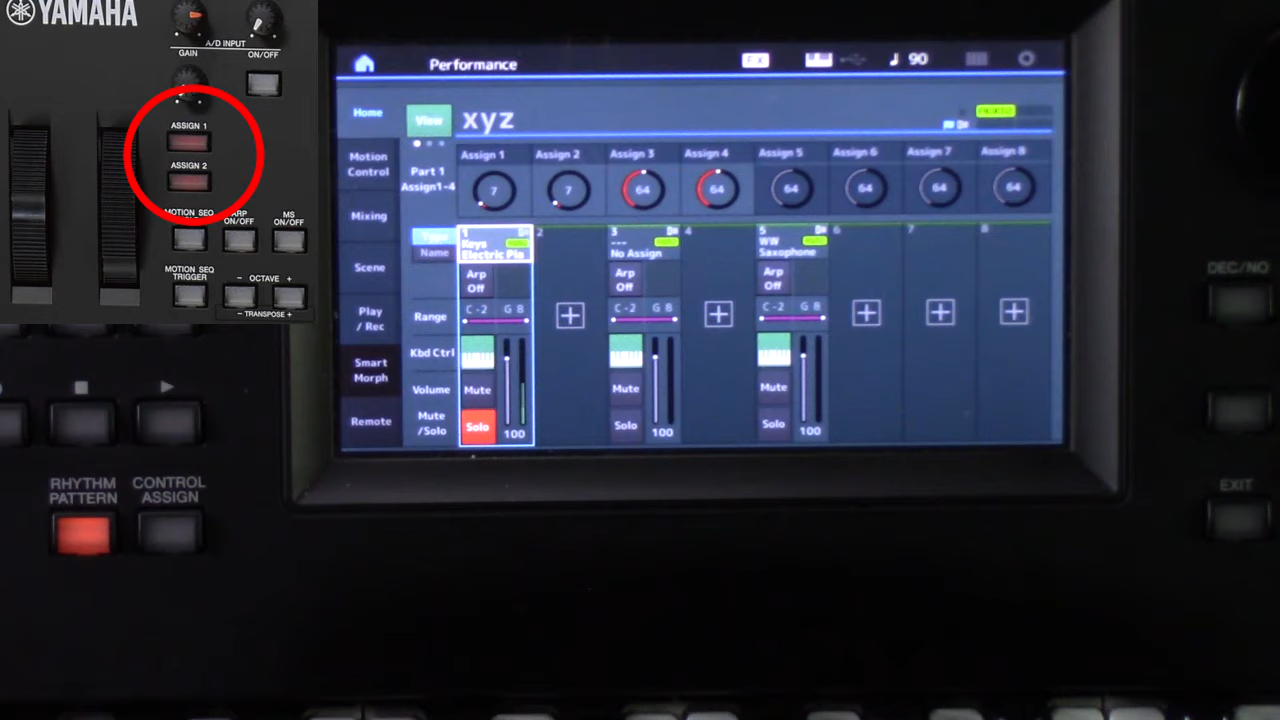 YAMAHA
A/D INPUT
GAIN
ON/OFF
ASSIGN 1
ASSIGN 2
MOTION SEQ
ARP
ON/OFF
MS
ON/OFF
MOTION SEQ
TRIGGER
- OCTAVE +
- TRANSPOSE +
Performance
FX
90
Home
View
xyz
Motion
Control
Part 1
Assign1-4
Assign 1
Assign 2
Assign 3
Assign 4
Assign 5
Assign 6
Assign 7
Assign 8
7
7
64
64
64
64
64
64
Mixing
Name
1
Keys
Electric Pia
2
3
---
No Assign
4
5
WW
Saxophone
6
7
8
Scene
Arp
Off
Arp
Off
Arp
Off
Play
/ Rec
Range
C -2 G 8
C -2 G 8
C -2 G 8
Smart
Morph
Kbd Ctrl
Volume
Mute
Mute
Mute
Remote
Mute
/Solo
Solo
100
Solo
100
Solo
100
RHYTHM
PATTERN
CONTROL
ASSIGN
DEC/NO
EXIT